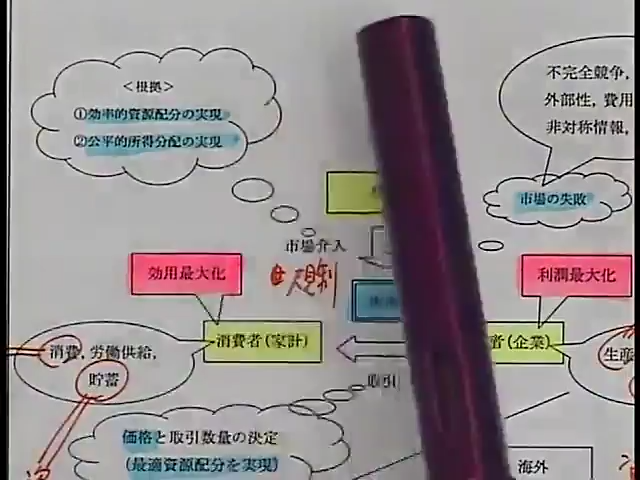 <根拠>
①効率的資源配分の実現
②公平的所得分配の実現
不完全競争,
外部性, 費用
非対称情報,
市場の失敗
市場介入
規制
効用最大化
利潤最大化
消費者(家計)
(企業)
消費, 労働供給,
貯蓄
生産
取引
価格と取引数量の決定
(最適資源配分を実現)
海外